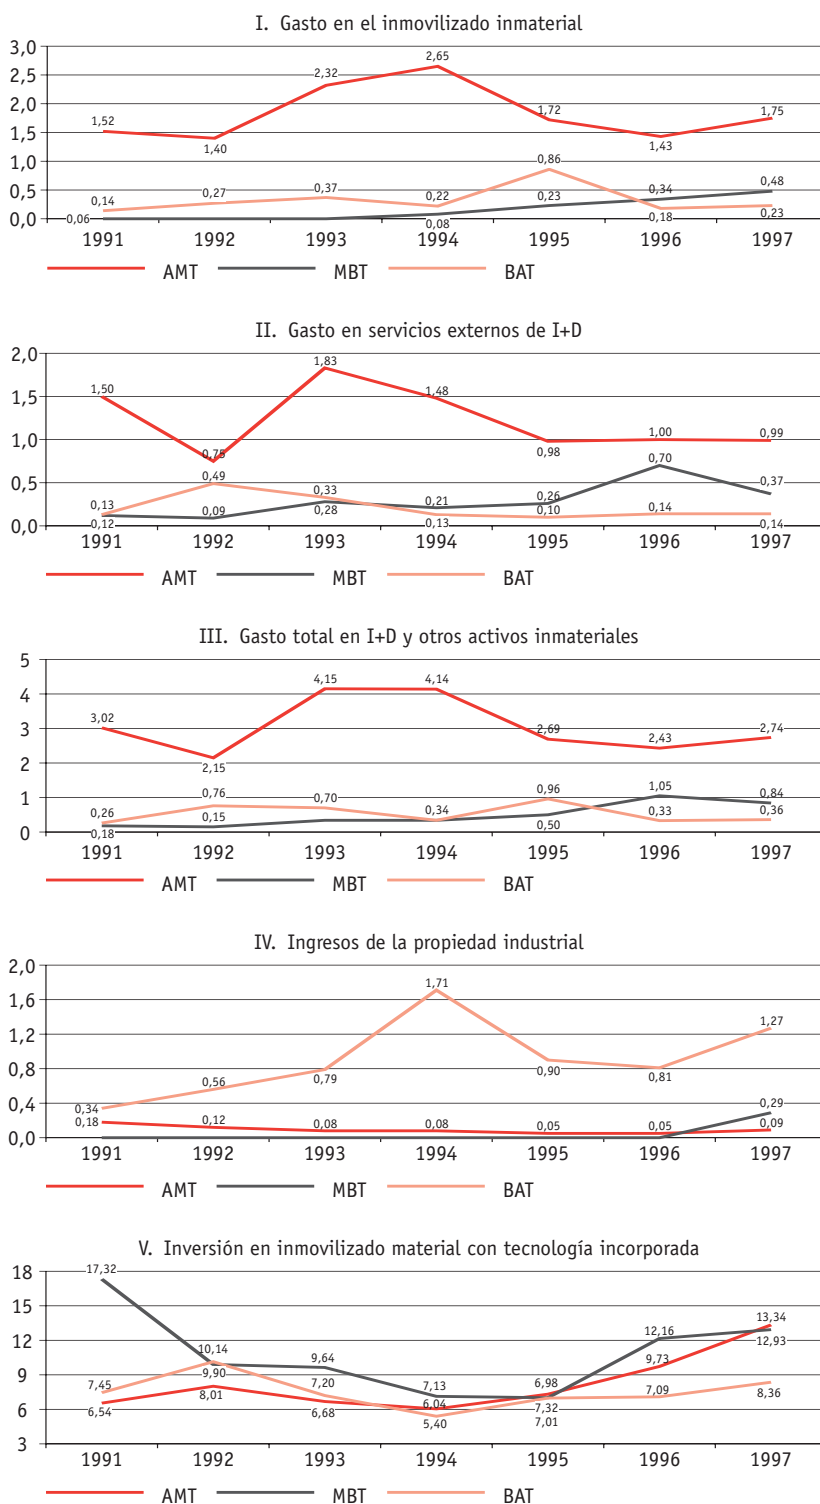 I. Gasto en el inmovilizado inmaterial
3,0
2,5
2,0
1,5
1,0
0,5
0,0
1,52 1,40 2,32 2,65 1,72 1,43 1,75
0,14 0,27 0,37 0,22 0,86 0,34 0,48
0,06 0,08 0,23 0,18 0,23
1991 1992 1993 1994 1995 1996 1997
AMT MBT BAT
II. Gasto en servicios externos de I+D
2,0
1,5
1,0
0,5
0,0
1,50 0,75 1,83 1,48 0,98 1,00 0,99
0,13 0,49 0,33 0,21 0,26 0,70 0,37
0,12 0,09 0,28 0,13 0,10 0,14 0,14
1991 1992 1993 1994 1995 1996 1997
AMT MBT BAT
III. Gasto total en I+D y otros activos inmateriales
5
4
3
2
1
0
3,02 2,15 4,15 4,14 2,69 2,43 2,74
0,26 0,76 0,70 0,34 0,96 1,05 0,84
0,18 0,15 0,50 0,33 0,36
1991 1992 1993 1994 1995 1996 1997
AMT MBT BAT
IV. Ingresos de la propiedad industrial
2,0
1,6
1,2
0,8
0,4
0,0
0,34 0,56 0,79 1,71 0,90 0,81 1,27
0,18 0,12 0,08 0,08 0,05 0,05 0,29
0,09
1991 1992 1993 1994 1995 1996 1997
AMT MBT BAT
V. Inversión en inmovilizado material con tecnología incorporada
18
15
12
9
6
3
17,32 10,14 9,64 7,13 6,98 12,16 13,34
7,45 9,90 7,20 6,04 7,32 9,73 12,93
6,54 8,01 6,68 5,40 7,01 7,09 8,36
1991 1992 1993 1994 1995 1996 1997
AMT MBT BAT